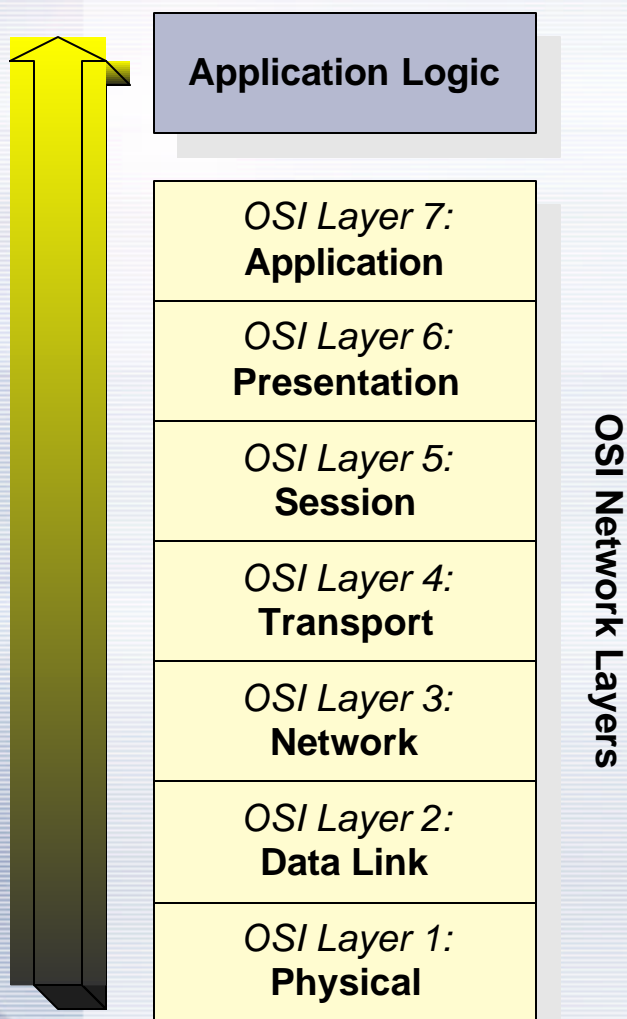 Application Logic
OSI Layer 7:
Application
OSI Layer 6:
Presentation
OSI Layer 5:
Session
OSI Layer 4:
Transport
OSI Layer 3:
Network
OSI Layer 2:
Data Link
OSI Layer 1:
Physical
OSI Network Layers